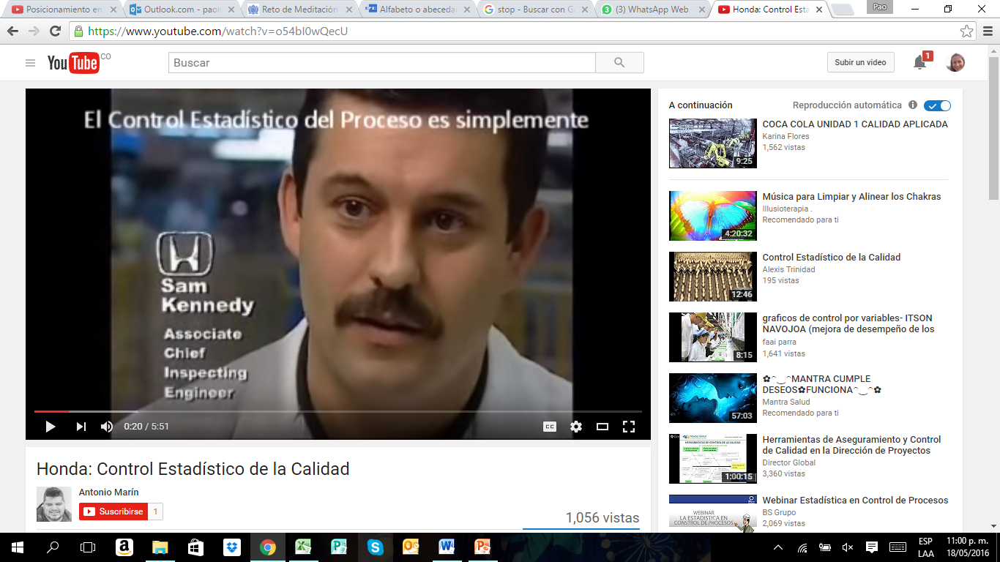 Posicionamiento en
Outlook.com - paon
Reto de Meditación
Alfabeto o abecedar
stop - Buscar con G
(3) WhatsApp Web
Honda: Control Esta
Pao
https://www.youtube.com/watch?v=o54bI0wQecU
YouTube CO
Buscar
Subir un video
1
El Control Estadístico del Proceso es simplemente
Sam
Kennedy
Associate
Chief
Inspecting
Engineer
0:20 / 5:51
CC
Honda: Control Estadístico de la Calidad
Antonio Marín
Suscribirse 1
1,056 vistas
A continuación
Reproducción automática
COCA COLA UNIDAD 1 CALIDAD APLICADA
Karina Flores
1,562 vistas
9:25
Música para Limpiar y Alinear los Chakras
Illusioterapia .
Recomendado para ti
4:20:32
Control Estadístico de la Calidad
Alexis Trinidad
195 vistas
12:46
graficos de control por variables- ITSON
NAVOJOA (mejora de desempeño de los
faai parra
1,641 vistas
8:15
✿◠‿◠MANTRA CUMPLE
DESEOS✿FUNCIONA◠‿◠✿
Mantra Salud
Recomendado para ti
57:03
Herramientas de Aseguramiento y Control
de Calidad en la Dirección de Proyectos
Director Global
3,360 vistas
HERRAMIENTAS DE CONTROL DE LA CALIDAD
1:00:15
Webinar Estadística en Control de Procesos
BS Grupo
2,069 vistas
WEBINAR
LA ESTADISTICA EN
CONSTROL DE PROCESOS
ESP
LAA
11:00 p. m.
18/05/2016